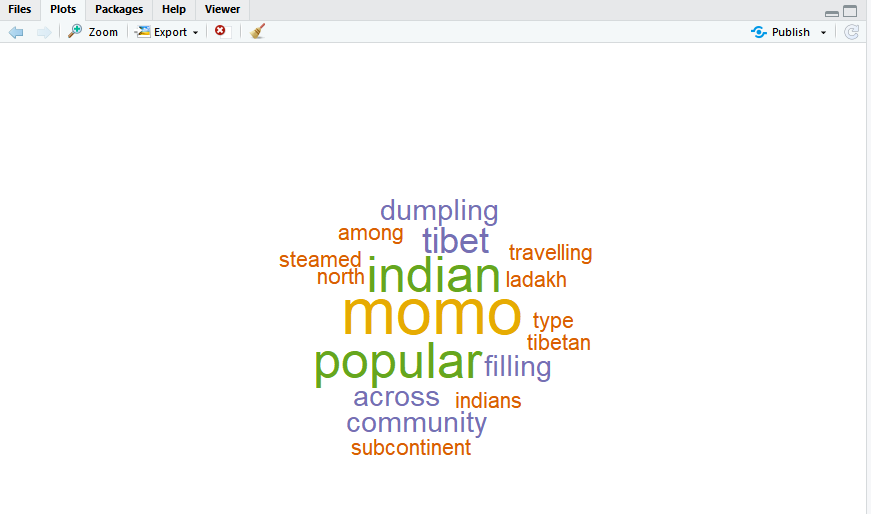 Files Plots Packages Help Viewer
Zoom Export Publish
dumpling
among tibet
travelling
steamed
north indian ladakh
momo type
tibetan
popular filling
across indians
community
subcontinent